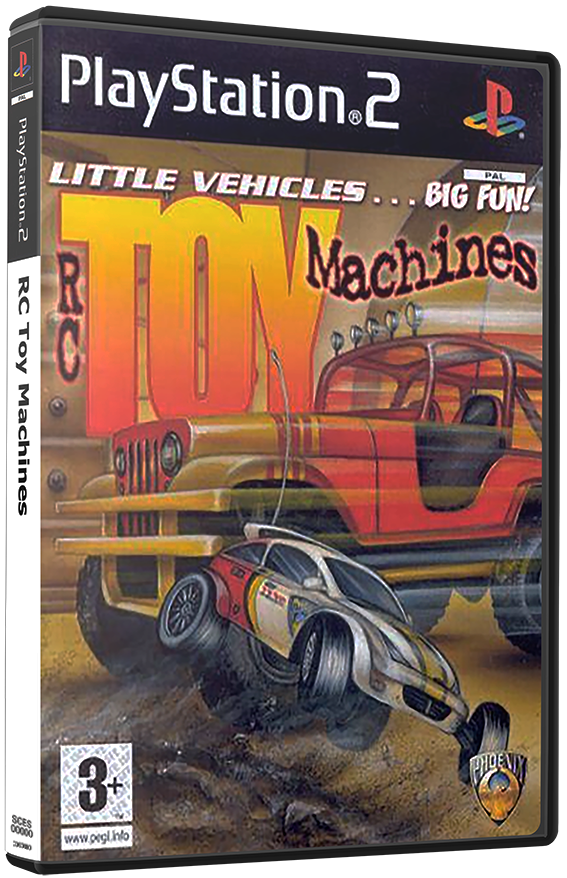 PAL
PlayStation®2
RC Toy Machines
SCES
00000
PlayStation®2
PAL
LITTLE VEHICLES...BIG FUN!
RC TOY Machines
3+
www.pegi.info
PHOENIX